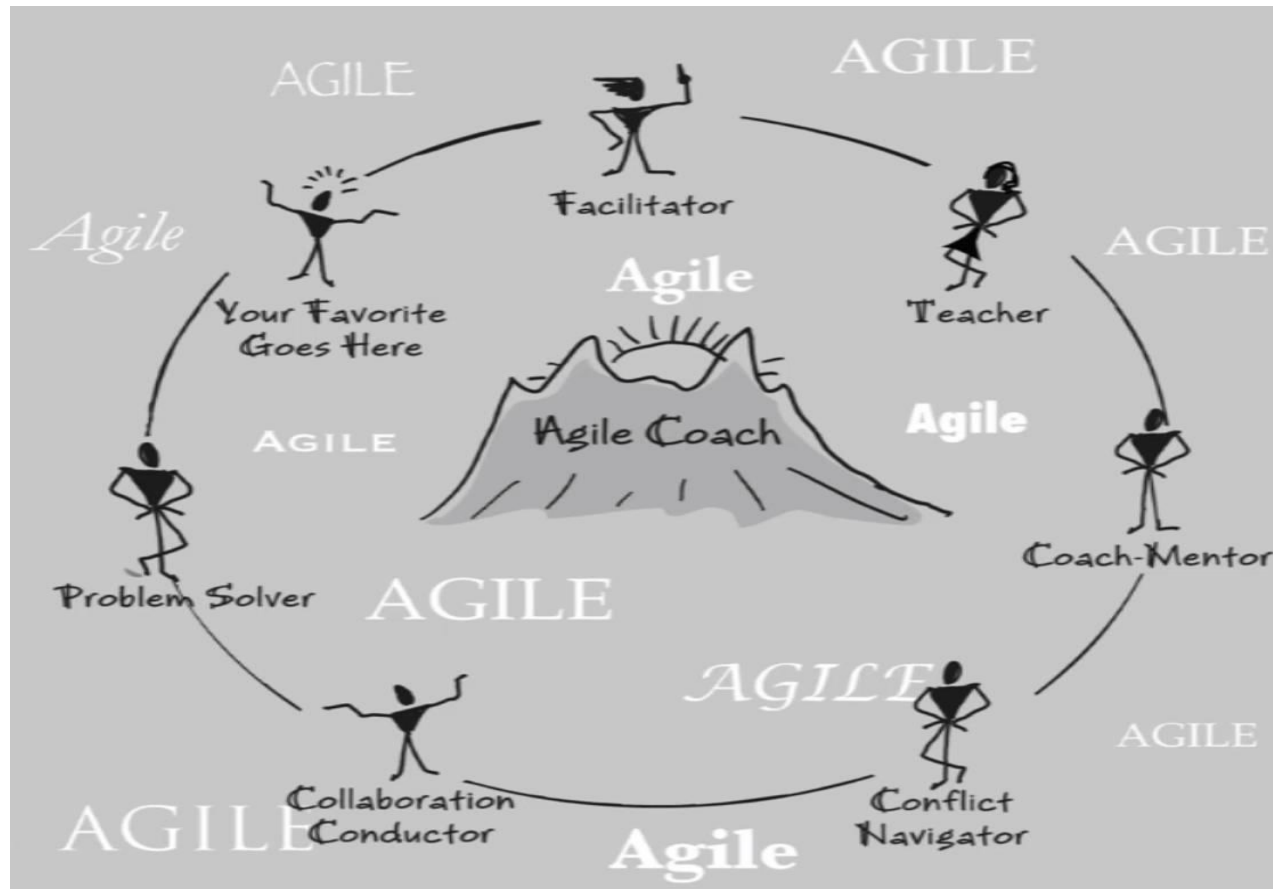 AGILE
AGILE
Facilitator
Agile
AGILE
Agile
Your Favorite
Goes Here
Teacher
Agile
Agile Coach
AGILE
Coach-Mentor
Problem Solver
AGILE
AGILE
AGILE
Collaboration
Conductor
Conflict
Navigator
AGILE
Agile